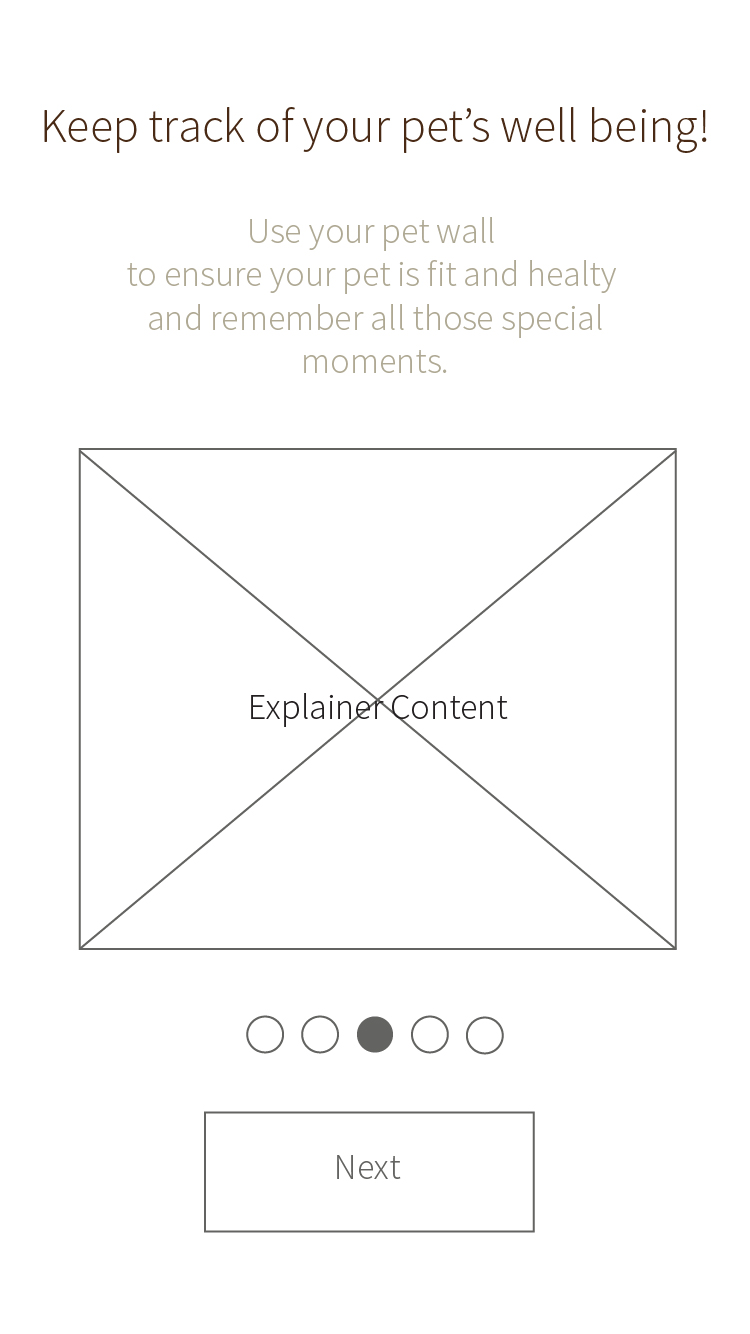 Keep track of your pet’s well being!
Use your pet wall
to ensure your pet is fit and healty
and remember all those special
moments.
Explainer Content
Next